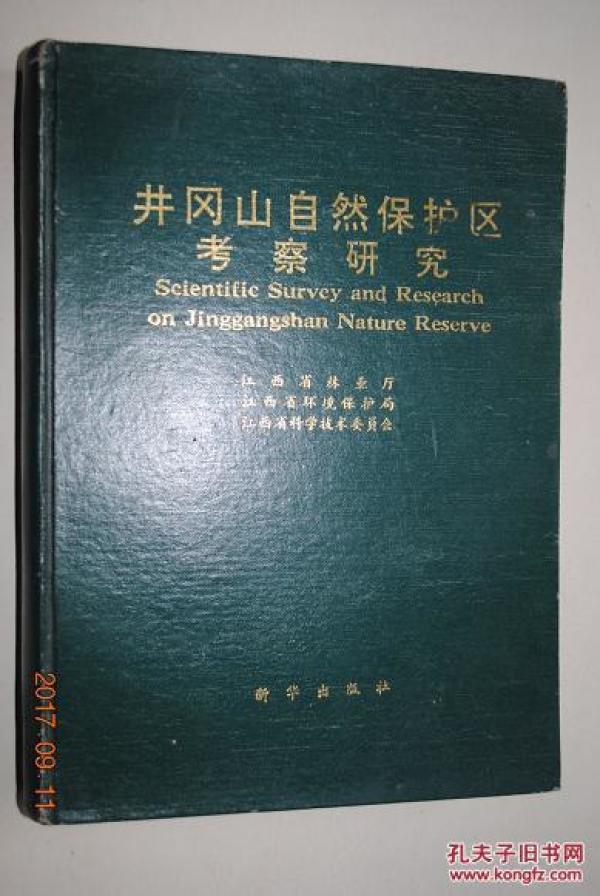 井冈山自然保护区
考察研究
Scientific Survey and Research
on Jinggangshan Nature Reserve
江西省林业厅
江西省环境保护局
江西省科学技术委员会
新华出版社
2017.09.11
孔夫子旧书网
www.kongfz.com